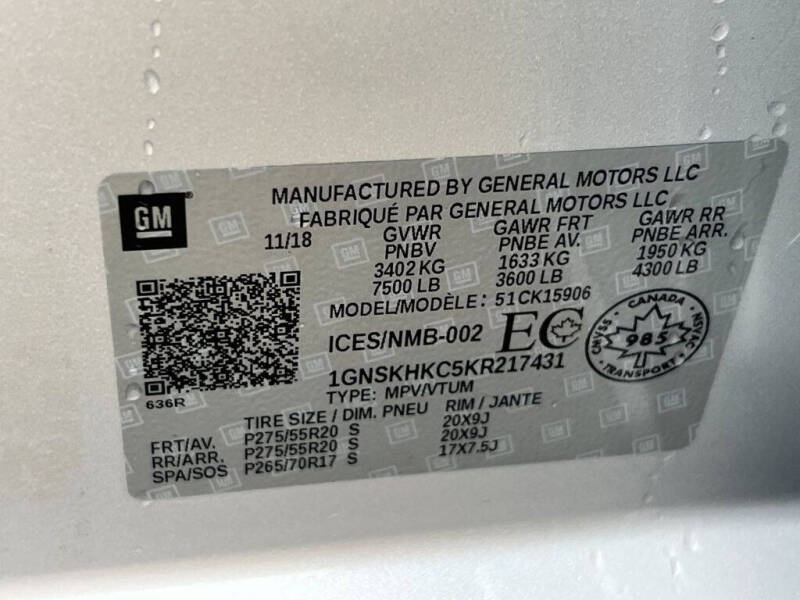 GM
MANUFACTURED BY GENERAL MOTORS LLC
FABRIQUÉ PAR GENERAL MOTORS LLC
11/18
GVWR GAWR FRT GAWR RR
PNBV PNBE AV. PNBE ARR.
3402 KG 1633 KG 1950 KG
7500 LB 3600 LB 4300 LB
MODEL/MODÈLE: 51CK15906
ICES/NMB-002 EC
CANADA
CMVSS 985 NSVAC
1GNSKHKC5KR217431
TYPE: MPV/VTUM
636R
TIRE SIZE / DIM. PNEU RIM / JANTE
FRT/AV. P275/55R20 S 20X9J
RR/ARR. P275/55R20 S 20X9J
SPA/SOS P265/70R17 S 17X7.5J